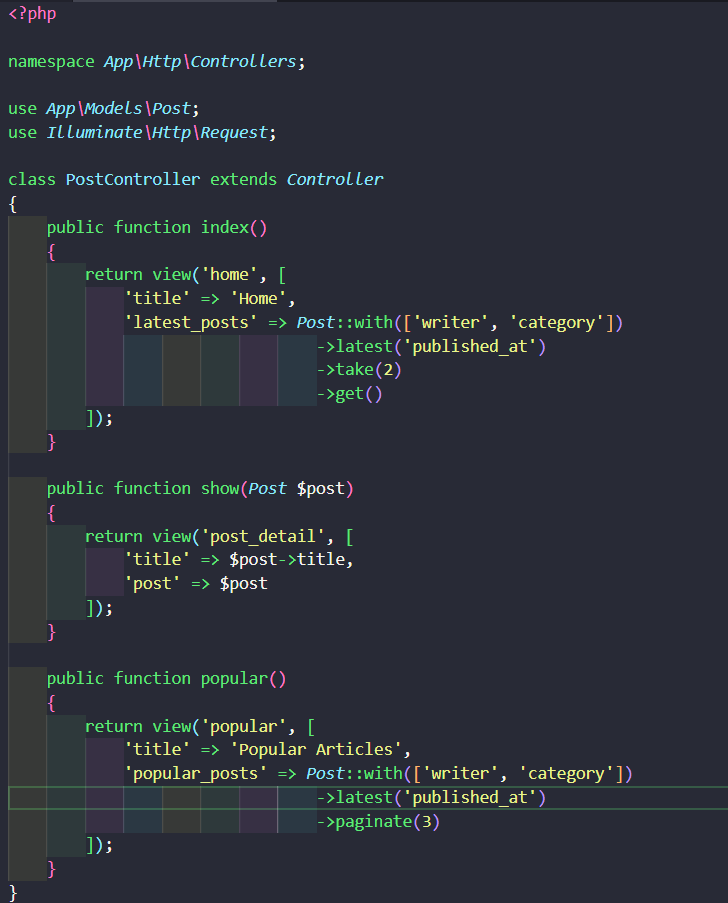 <?php

namespace App\Http\Controllers;

use App\Models\Post;
use Illuminate\Http\Request;

class PostController extends Controller
{
    public function index()
    {
        return view('home', [
            'title' => 'Home',
            'latest_posts' => Post::with(['writer', 'category'])
                                ->latest('published_at')
                                ->take(2)
                                ->get()
        ]);
    }

    public function show(Post $post)
    {
        return view('post_detail', [
            'title' => $post->title,
            'post' => $post
        ]);
    }

    public function popular()
    {
        return view('popular', [
            'title' => 'Popular Articles',
            'popular_posts' => Post::with(['writer', 'category'])
                                ->latest('published_at')
                                ->paginate(3)
        ]);
    }
}